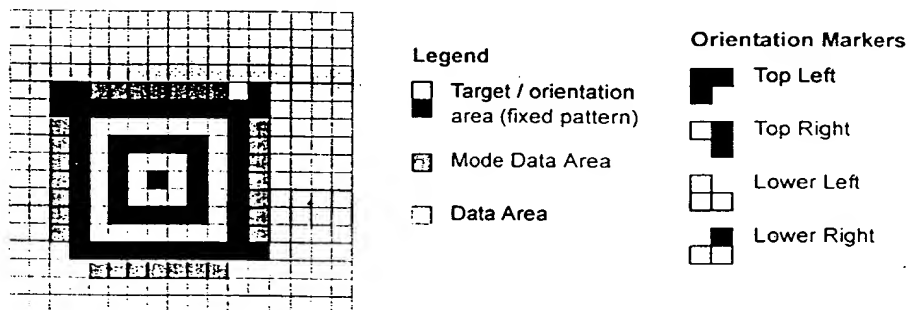 Legend
Target / orientation
area (fixed pattern)
Mode Data Area
Data Area
Orientation Markers
Top Left
Top Right
Lower Left
Lower Right